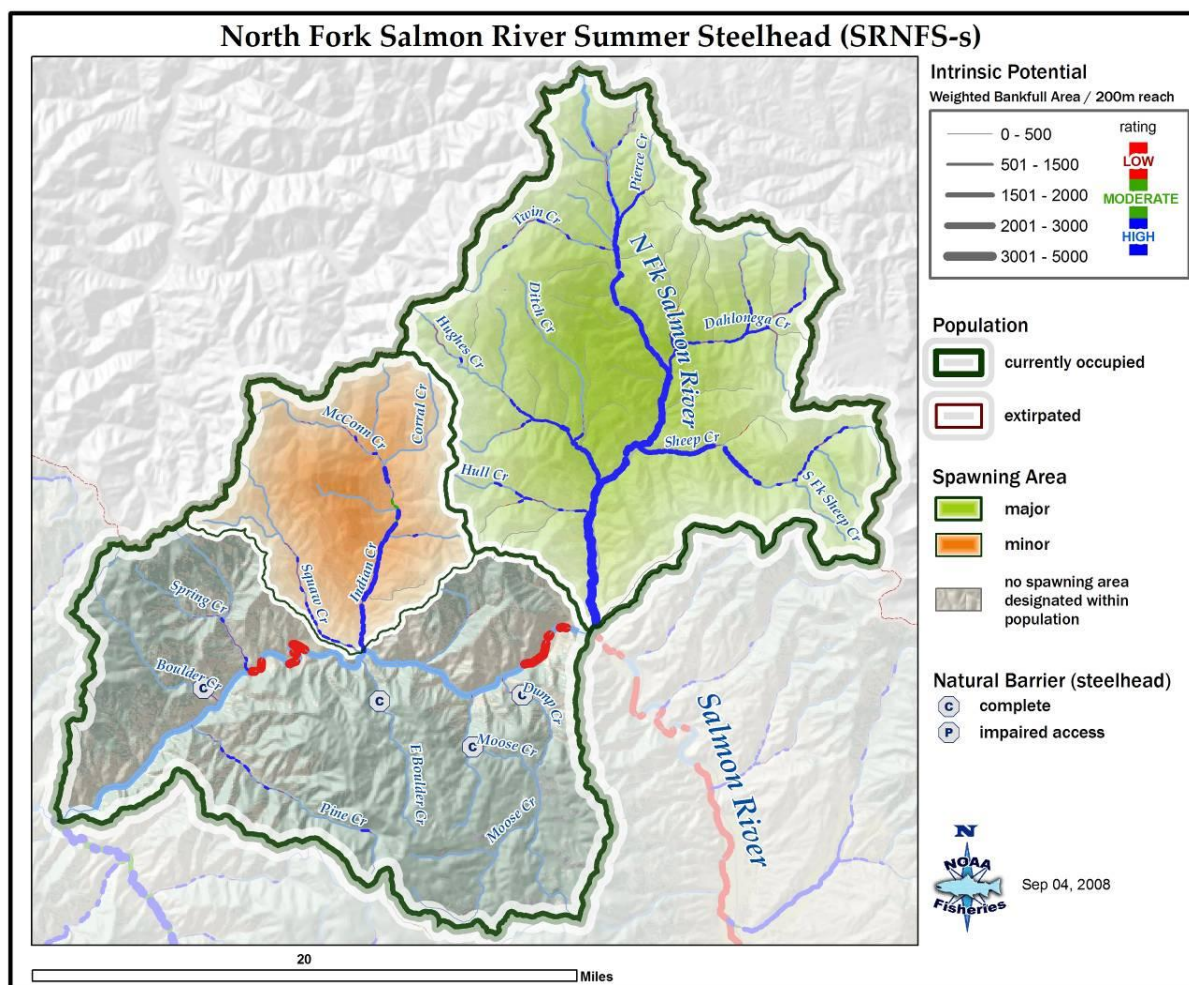 North Fork Salmon River Summer Steelhead (SRNFS-s)
Pierce Cr
Twin Cr
N Fk Salmon River
Ditch Cr
Dahlonega Cr
Hughes Cr
Corral Cr
McConn Cr
Sheep Cr
Hull Cr
S Fk Sheep Cr
Indian Cr
Squaw Cr
Spring Cr
Boulder Cr
C
C
C
Dump Cr
C
Moose Cr
E Boulder Cr
Moose Cr
Pine Cr
Salmon River
20
Miles
Intrinsic Potential
Weighted Bankfull Area / 200m reach
rating
0 - 500
501 - 1500
1501 - 2000
2001 - 3000
3001 - 5000
LOW
MODERATE
HIGH
Population
currently occupied
extirpated
Spawning Area
major
minor
no spawning area
designated within
population
Natural Barrier (steelhead)
C complete
P impaired access
N
NOAA
Fisheries
Sep 04, 2008